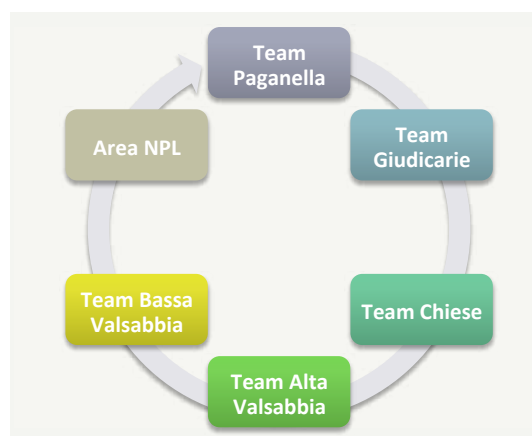 Team
Paganella
Team
Giudicarie
Team Chiese
Team Alta
Valsabbia
Team Bassa
Valsabbia
Area NPL